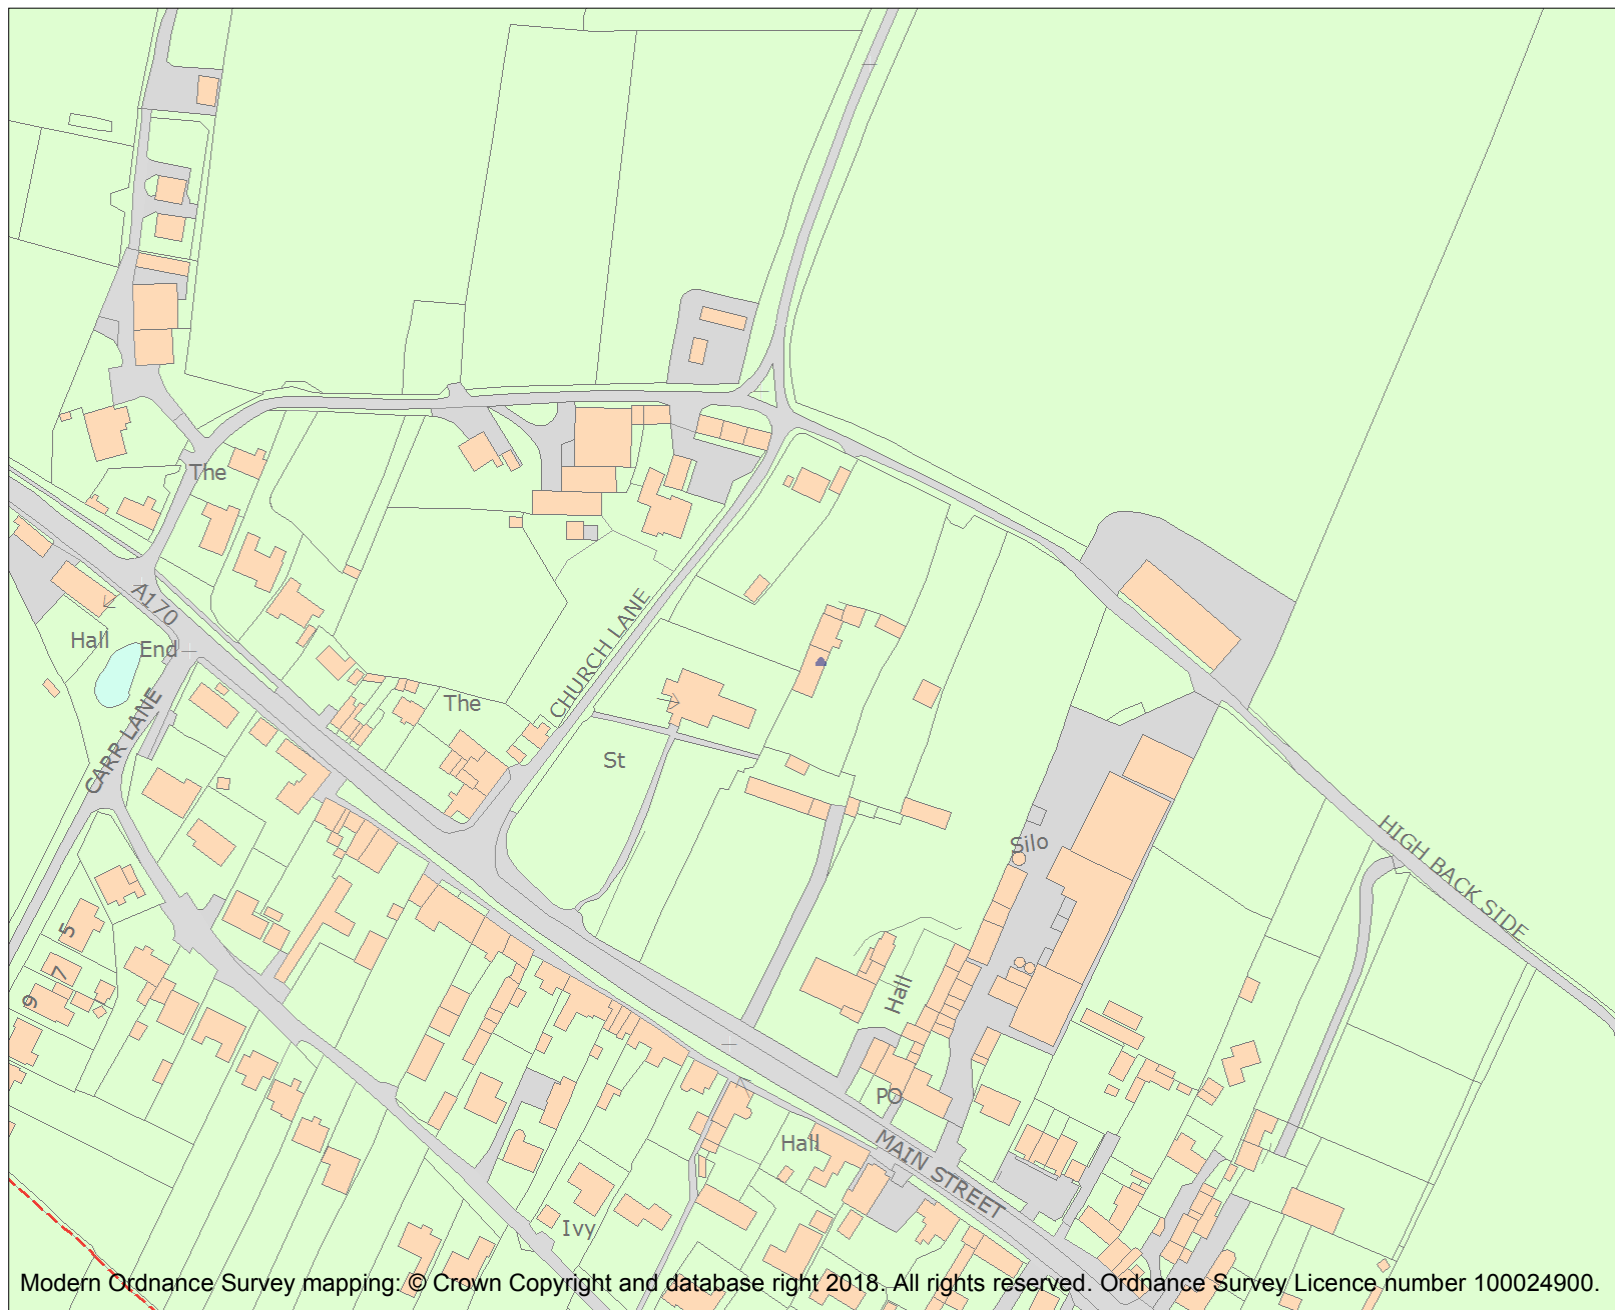 The
A170
Hall
End
CARR LANE
CHURCH LANE
The
St
Silo
HIGH BACK SIDE
5
7
9
Hall
PO
Hall
MAIN STREET
Ivy
Modern Ordnance Survey mapping: © Crown Copyright and database right 2018. All rights reserved. Ordnance Survey Licence number 100024900.